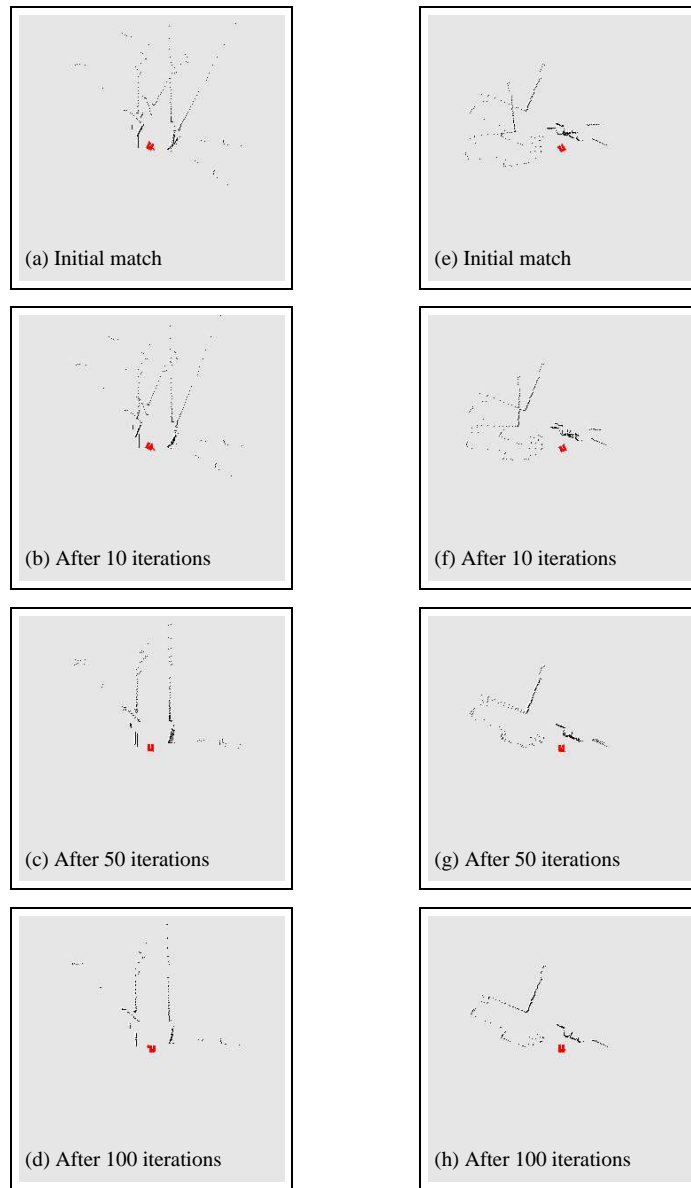 (a) Initial match
(e) Initial match
(b) After 10 iterations
(f) After 10 iterations
(c) After 50 iterations
(g) After 50 iterations
(d) After 100 iterations
(h) After 100 iterations